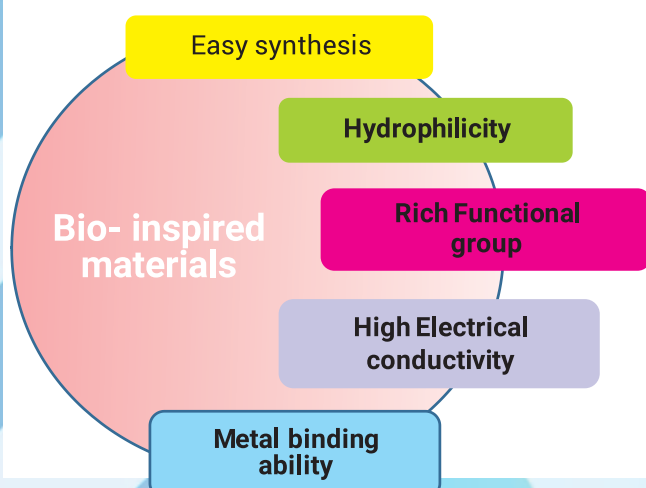 Easy synthesis
Hydrophilicity
Rich Functional
group
Bio- inspired
materials
High Electrical
conductivity
Metal binding
ability